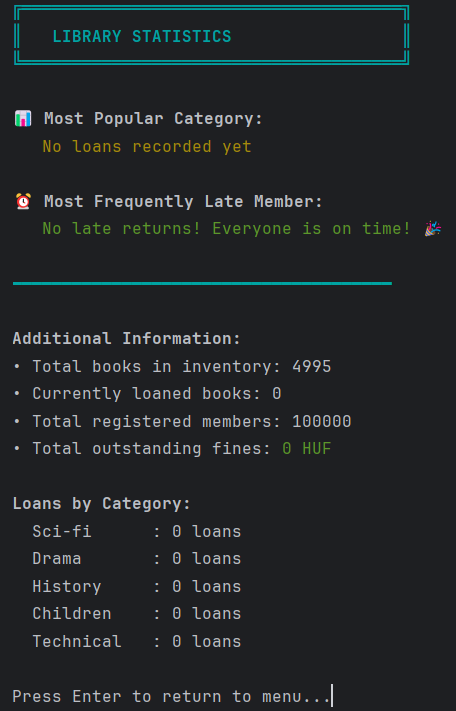 LIBRARY STATISTICS
📊 Most Popular Category:
No loans recorded yet
⏰ Most Frequently Late Member:
No late returns! Everyone is on time! 🎉
Additional Information:
• Total books in inventory: 4995
• Currently loaned books: 0
• Total registered members: 100000
• Total outstanding fines: 0 HUF
Loans by Category:
Sci-fi : 0 loans
Drama : 0 loans
History : 0 loans
Children : 0 loans
Technical : 0 loans
Press Enter to return to menu...